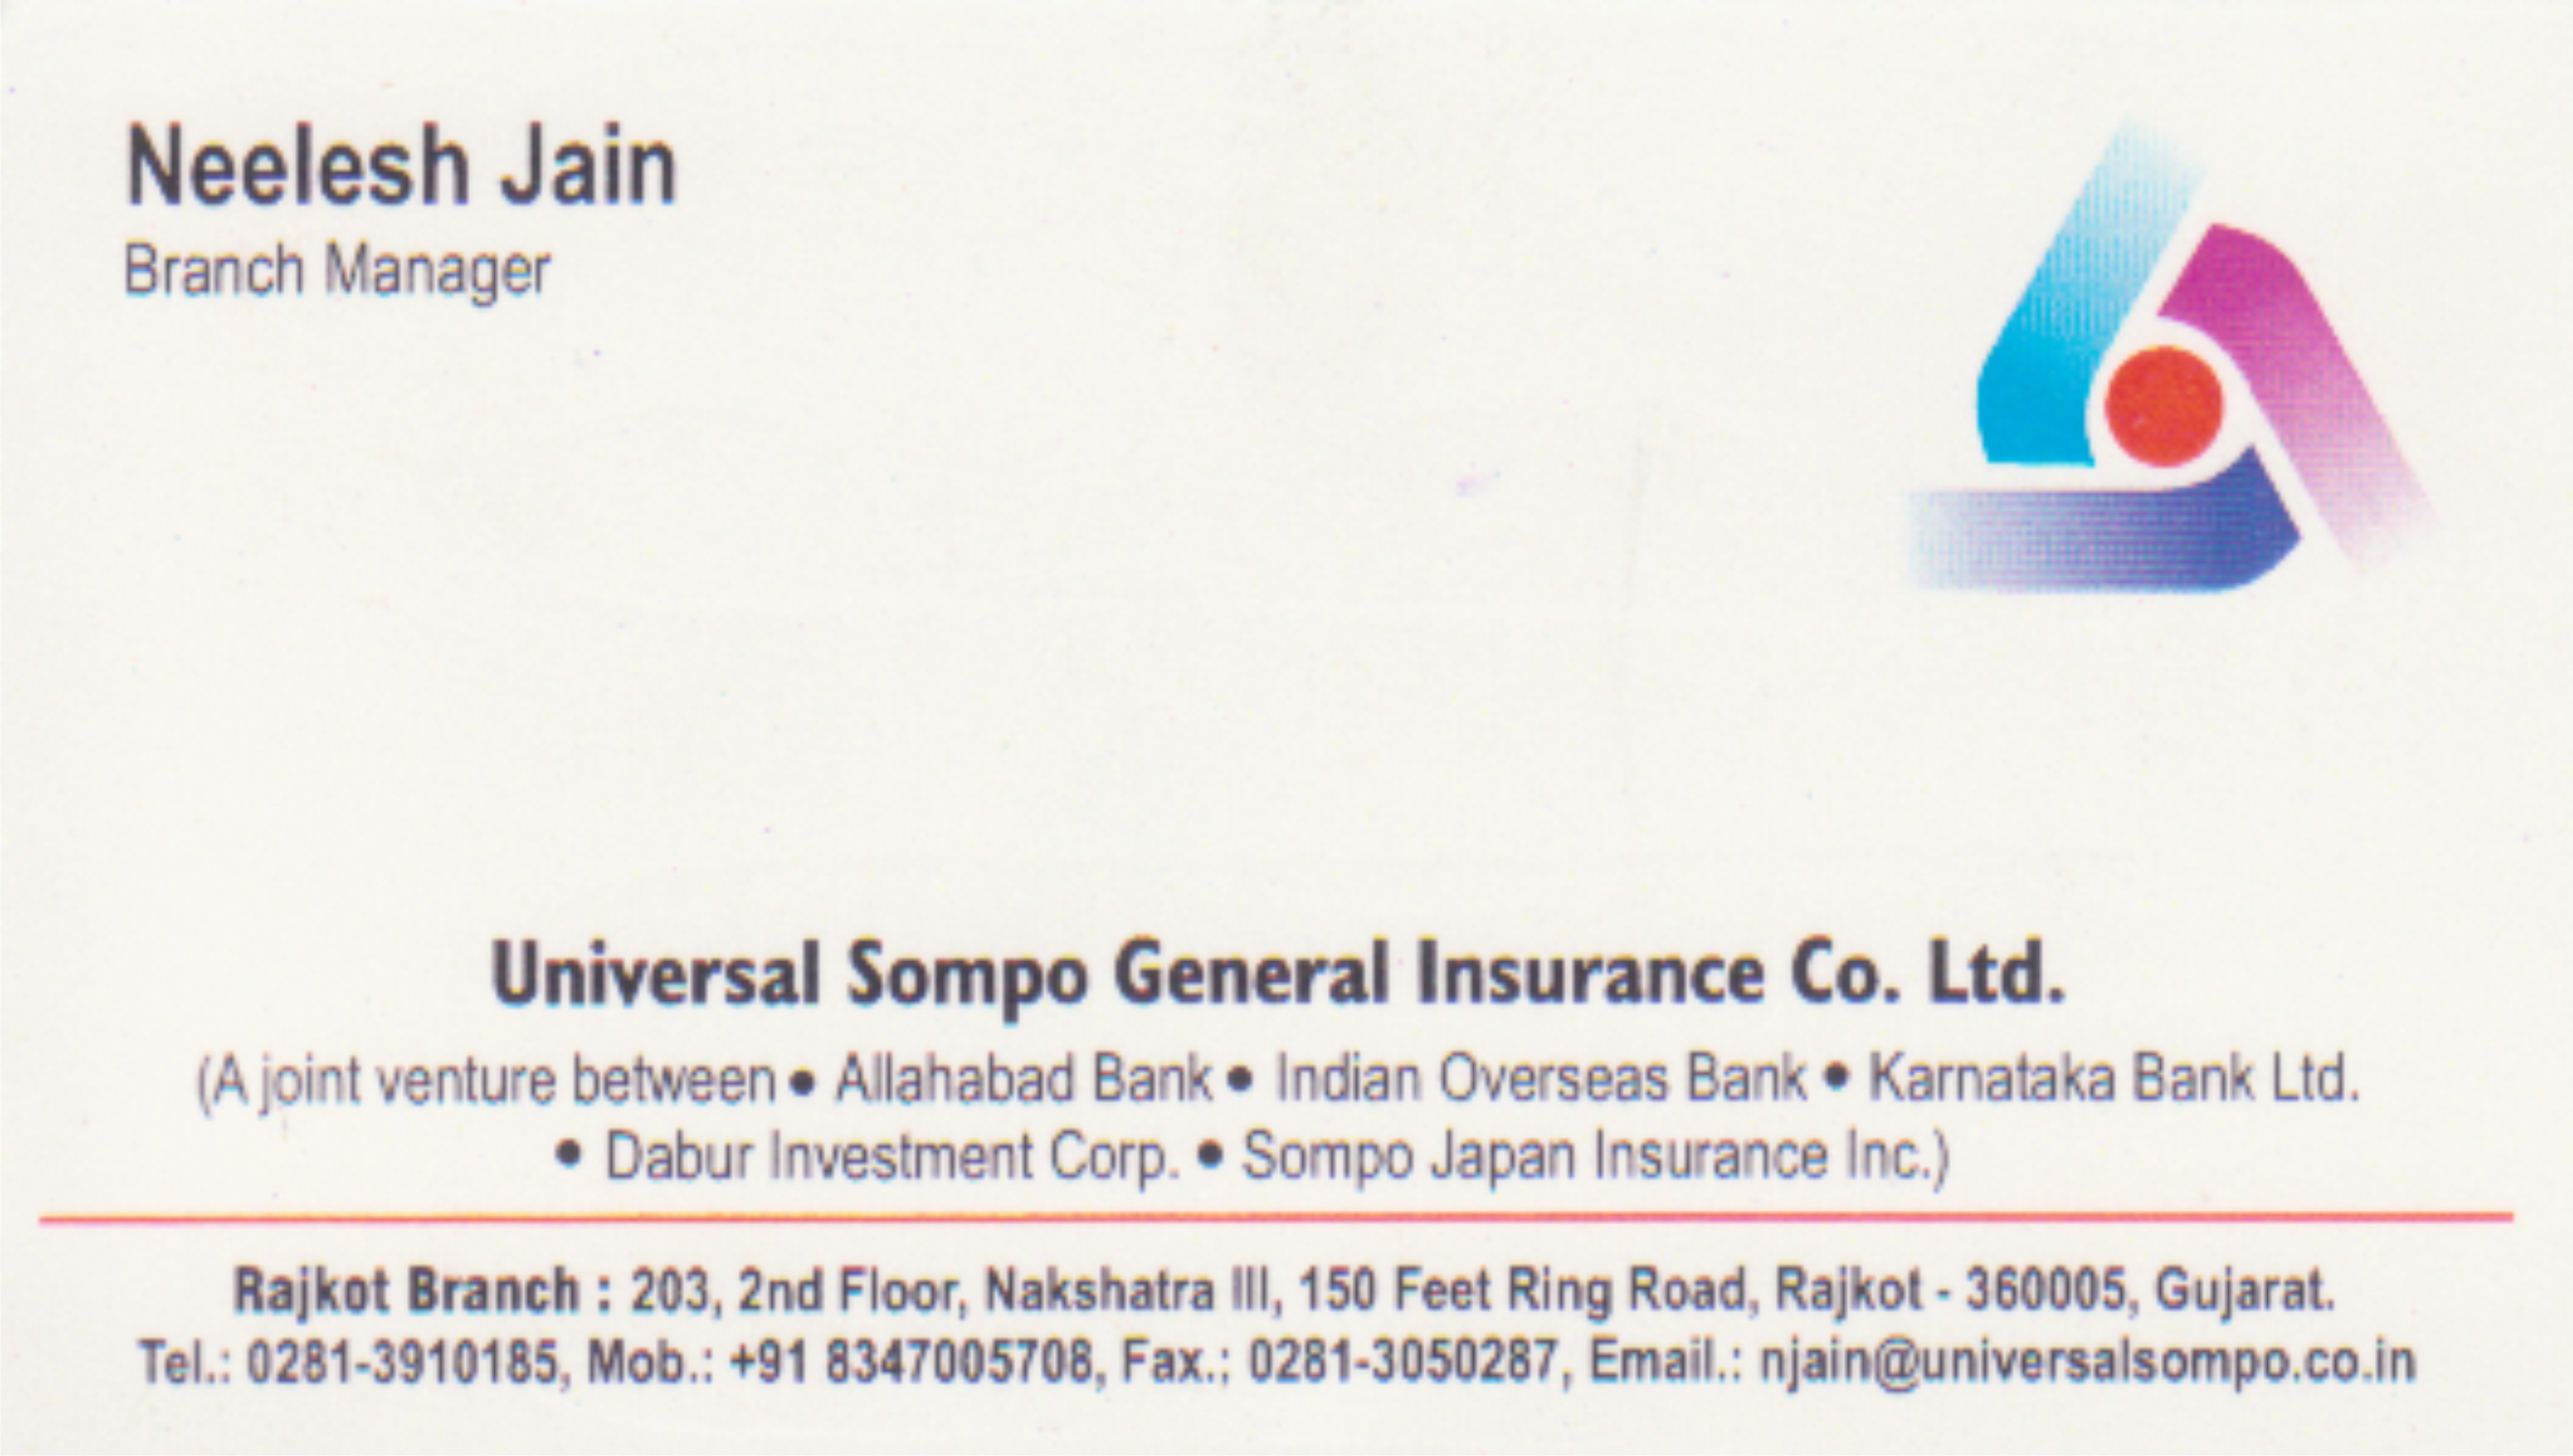 Neelesh Jain
Branch Manager
Universal Sompo General Insurance Co. Ltd.
(A joint venture between • Allahabad Bank • Indian Overseas Bank • Karnataka Bank Ltd.
• Dabur Investment Corp. • Sompo Japan Insurance Inc.)
Rajkot Branch : 203, 2nd Floor, Nakshatra III, 150 Feet Ring Road, Rajkot - 360005, Gujarat.
Tel.: 0281-3910185, Mob.: +91 8347005708, Fax.; 0281-3050287, Email.: njain@universalsompo.co.in